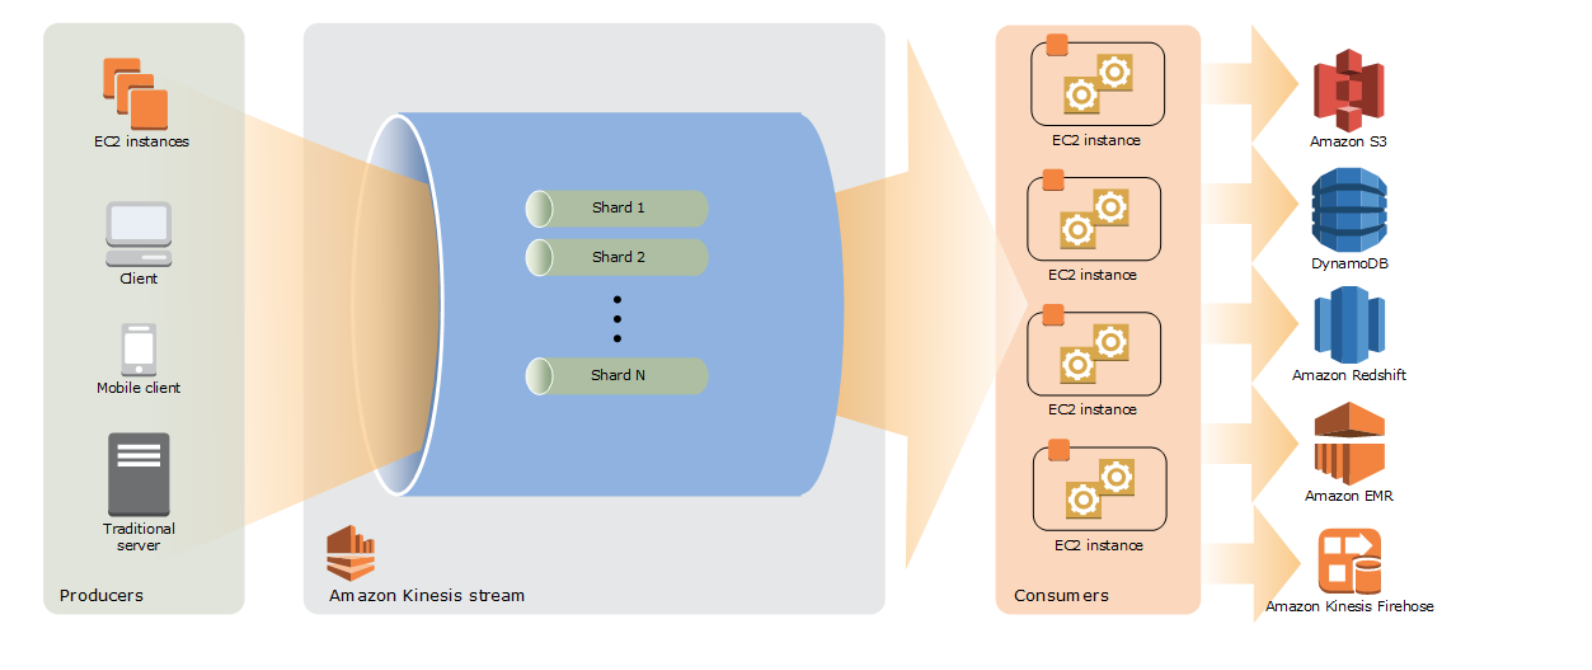 EC2 instances
Client
Mobile client
Traditional
server
Producers
Shard 1
Shard 2
Shard N
Amazon Kinesis stream
EC2 instance
EC2 instance
EC2 instance
EC2 instance
Consumers
Amazon S3
DynamoDB
Amazon Redshift
Amazon EMR
Amazon Kinesis Firehose